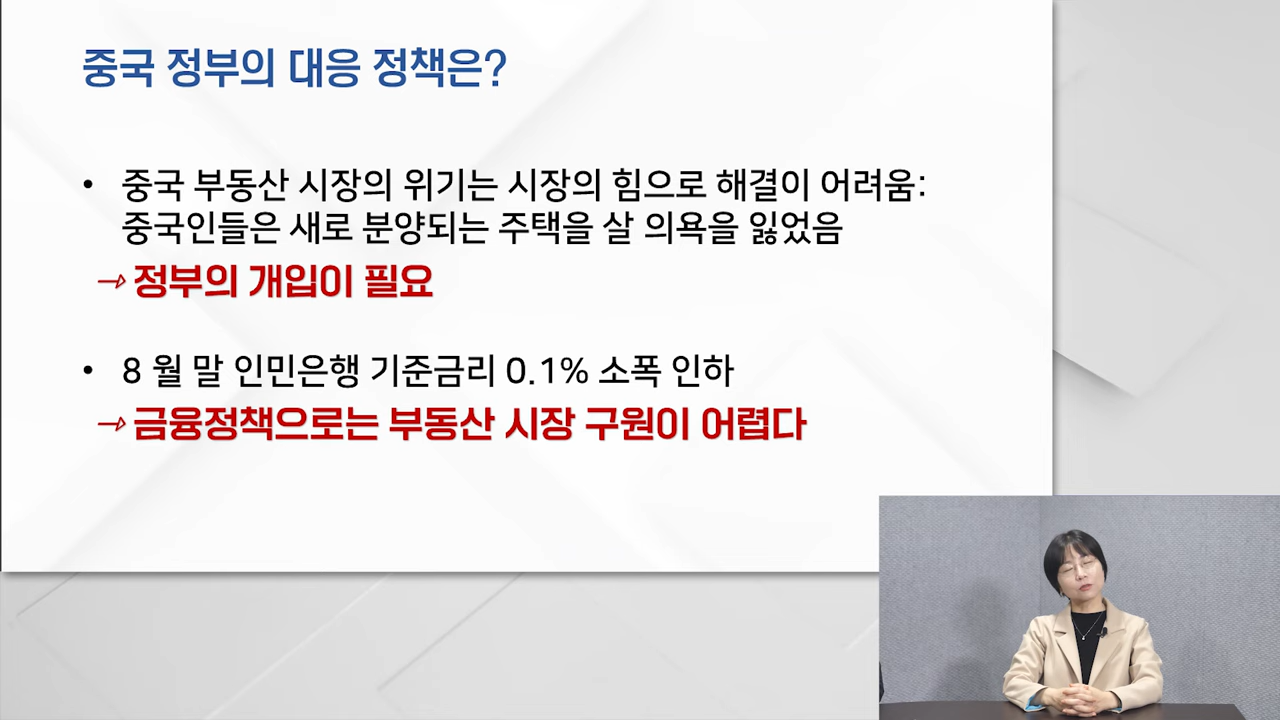 중국 정부의 대응 정책은?
• 중국 부동산 시장의 위기는 시장의 힘으로 해결이 어려움:
중국인들은 새로 분양되는 주택을 살 의욕을 잃었음
→ 정부의 개입이 필요
• 8 월 말 인민은행 기준금리 0.1% 소폭 인하
→ 금융정책으로는 부동산 시장 구원이 어렵다